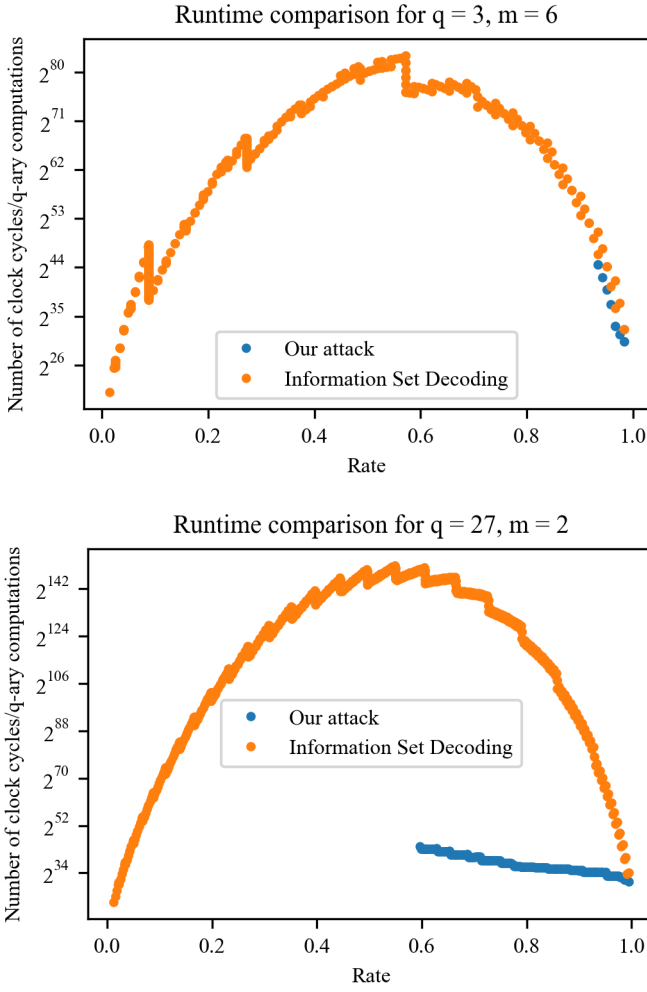 Runtime comparison for q = 3, m = 6
Number of clock cycles/q-ary computations
2^80
2^71
2^62
2^53
2^44
2^35
2^26
Our attack
Information Set Decoding
0.0 0.2 0.4 0.6 0.8 1.0
Rate
Runtime comparison for q = 27, m = 2
Number of clock cycles/q-ary computations
2^142
2^124
2^106
2^88
2^70
2^52
2^34
Our attack
Information Set Decoding
0.0 0.2 0.4 0.6 0.8 1.0
Rate